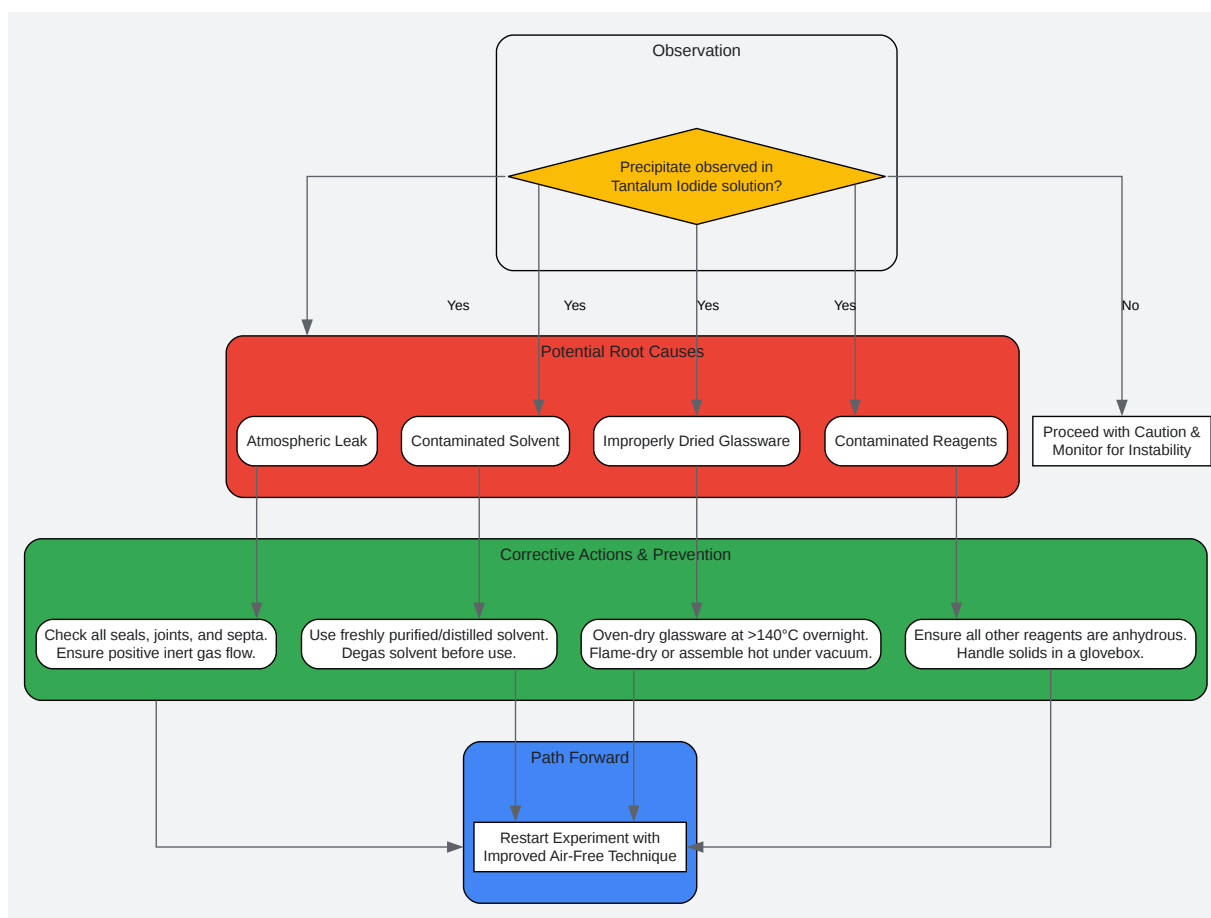 Observation
Precipitate observed in
Tantalum Iodide solution?
Yes
Yes
Yes
Yes
No
Potential Root Causes
Atmospheric Leak
Contaminated Solvent
Improperly Dried Glassware
Contaminated Reagents
Proceed with Caution &
Monitor for Instability
Corrective Actions & Prevention
Check all seals, joints, and septa.
Ensure positive inert gas flow.
Use freshly purified/distilled solvent.
Degas solvent before use.
Oven-dry glassware at >140°C overnight.
Flame-dry or assemble hot under vacuum.
Ensure all other reagents are anhydrous.
Handle solids in a glovebox.
Path Forward
Restart Experiment with
Improved Air-Free Technique